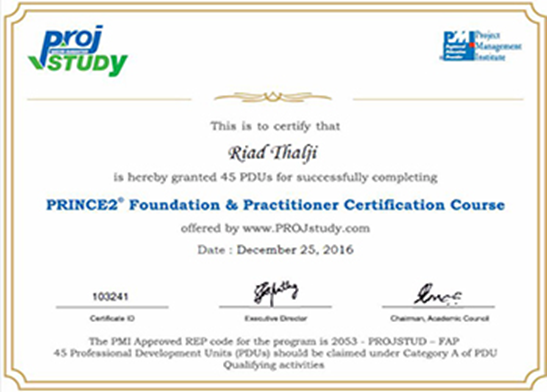 proj
STUDY
PMI
Project
Management
Institute
This is to certify that
Riad Thalji
is hereby granted 45 PDUs for successfully completing
PRINCE2® Foundation & Practitioner Certification Course
offered by www.PROJstudy.com
Date : December 25, 2016
103241
Certificate ID
Executive Director
Chairman, Academic Council
The PMI Approved REP code for the program is 2053 - PROJSTUD – FAP
45 Professional Development Units (PDUs) should be claimed under Category A of PDU
Qualifying activities